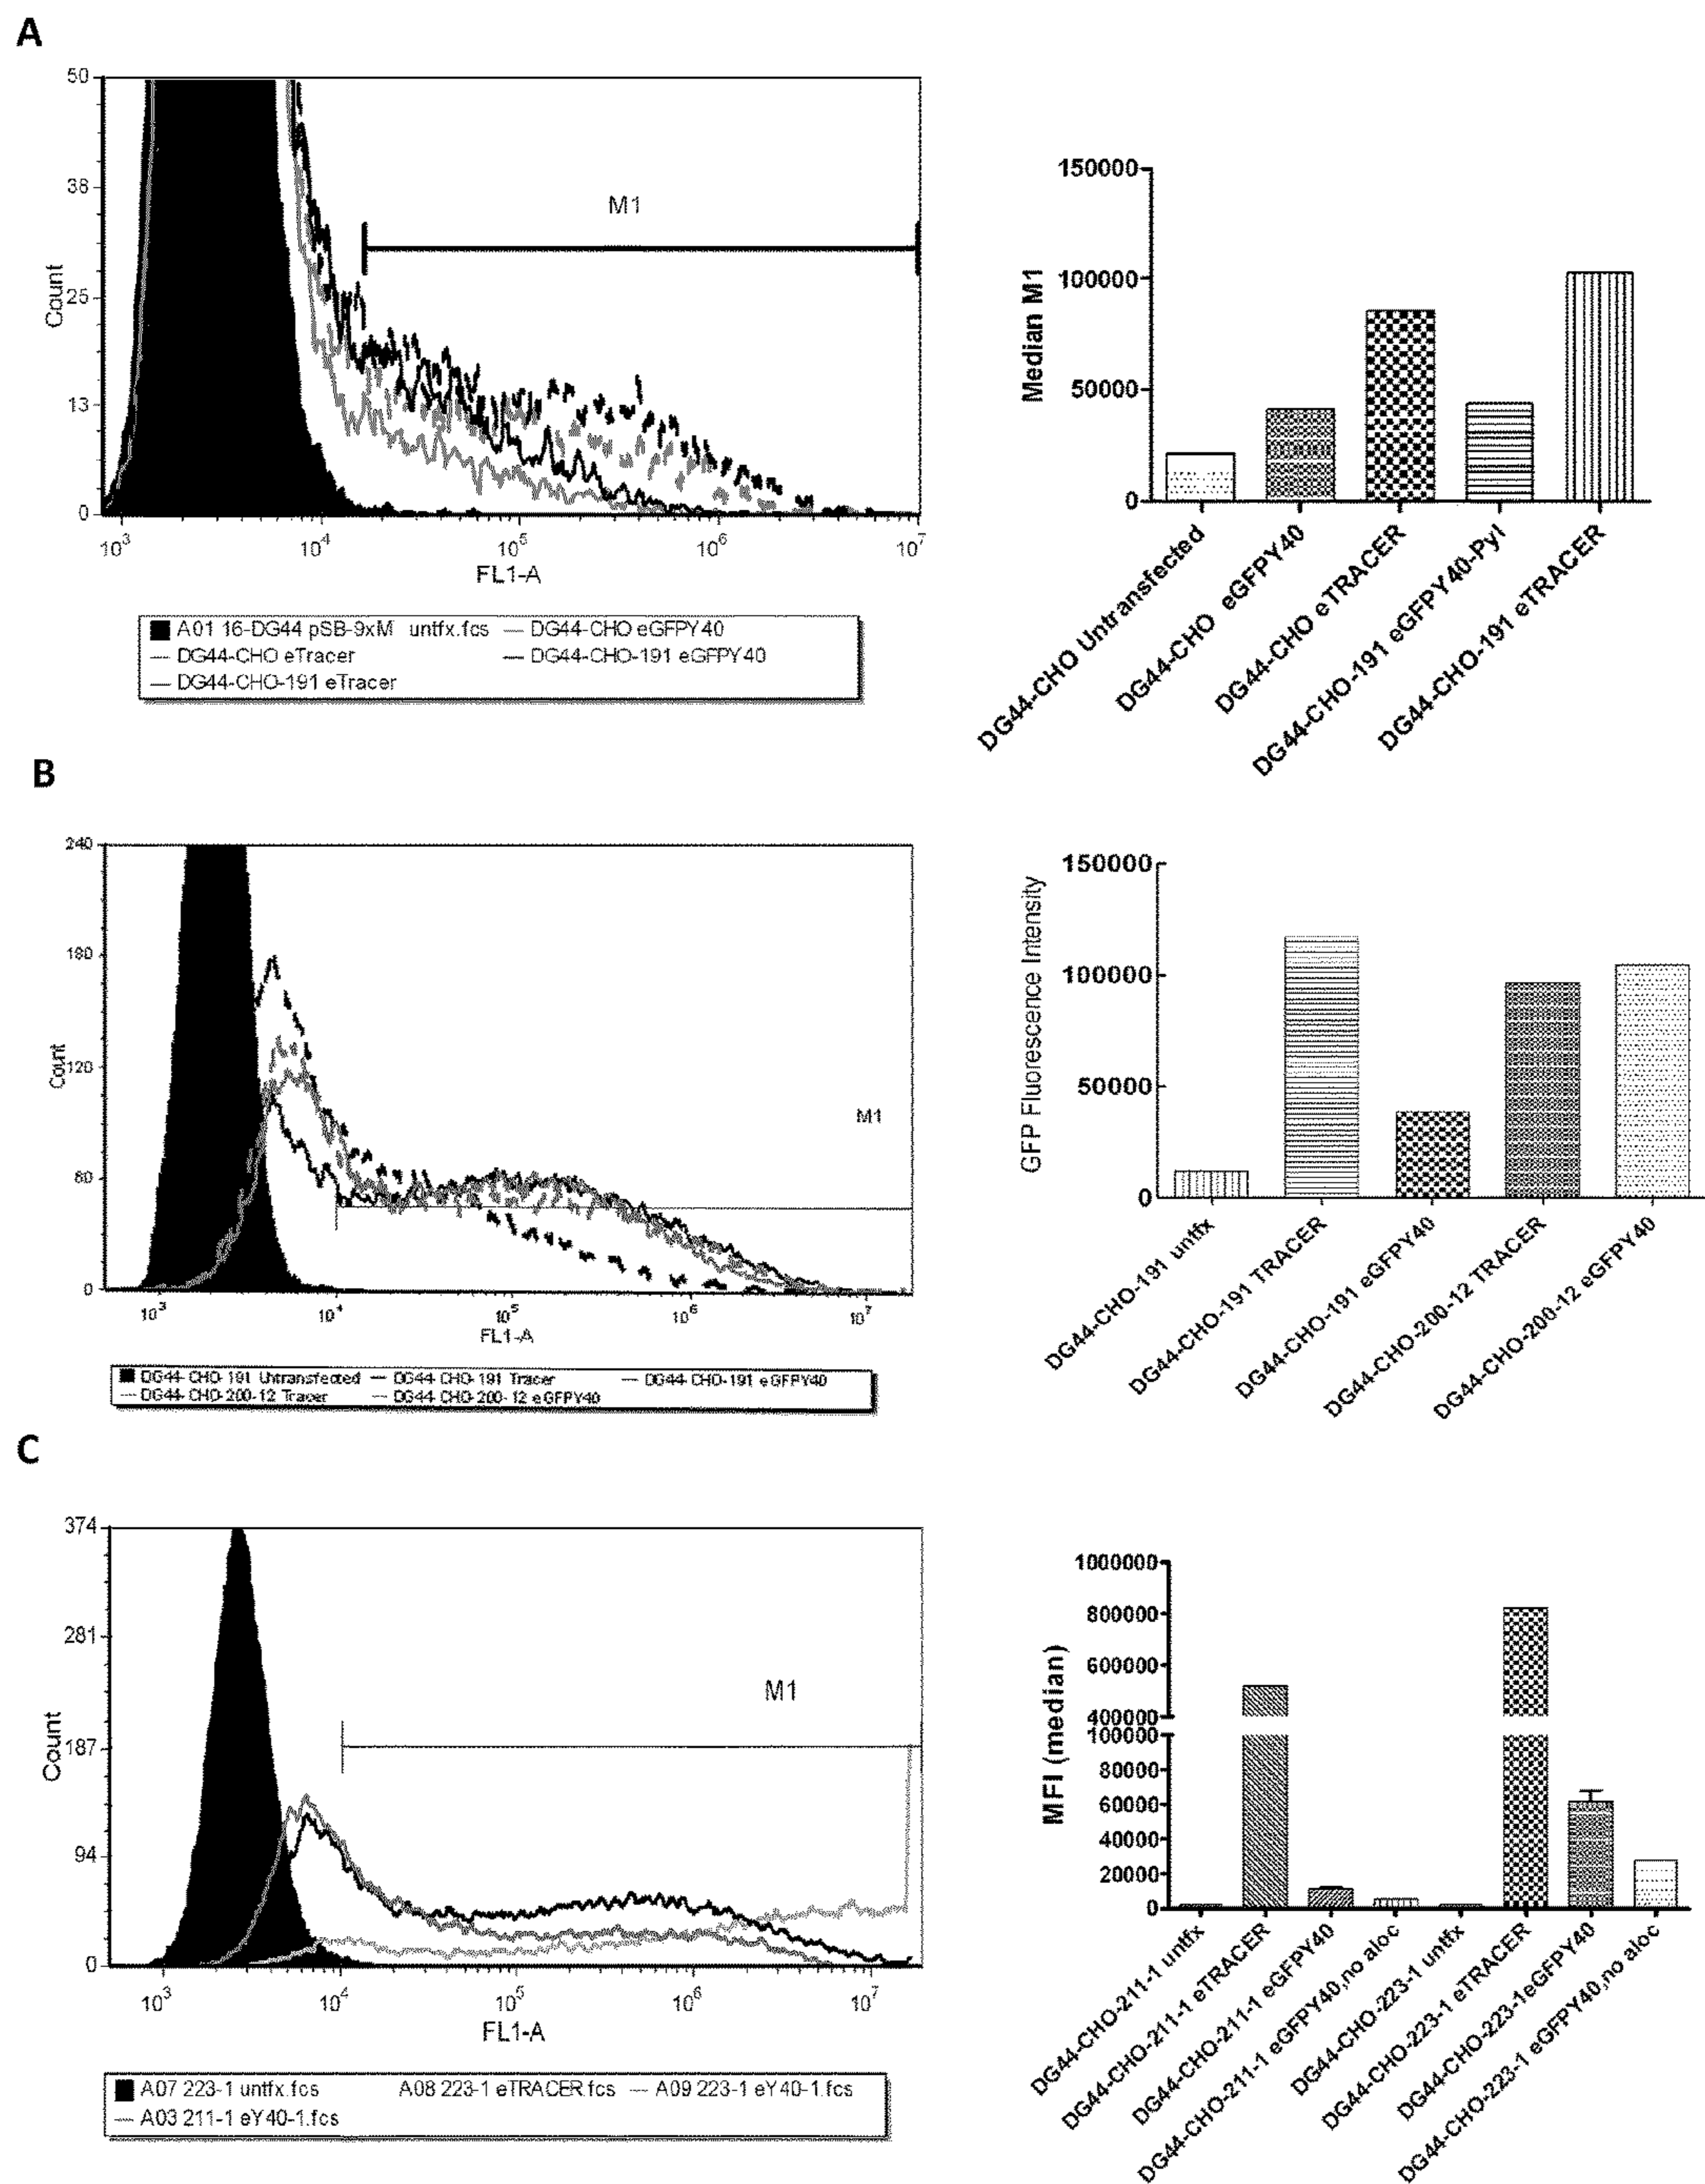 A
50
38
25
13
0
Count
M1
10³ 10⁴ 10⁵ 10⁶ 10⁷
FL1-A
A01 16-DG44 pSB-9xM untfx.fcs DG44-CHO eGFPY40
DG44-CHO eTracer DG44-CHO-191 eGFPY40
DG44-CHO-191 eTracer
150000
100000
50000
0
Median M1
DG44-CHO Untransfected
DG44-CHO eGFPY40
DG44-CHO eTRACER
DG44-CHO-191 eGFPY40-Pyl
DG44-CHO-191 eTRACER
B
240
180
120
60
0
Count
M1
10³ 10⁴ 10⁵ 10⁶ 10⁷
FL1-A
DG44-CHO-191 Untransfected DG44-CHO-191 Tracer DG44-CHO-191 eGFPY40
DG44-CHO-200-12 Tracer DG44-CHO-200-12 eGFPY40
150000
100000
50000
0
GFP Fluorescence Intensity
DG44-CHO-191 untfx
DG44-CHO-191 TRACER
DG44-CHO-191 eGFPY40
DG44-CHO-200-12 TRACER
DG44-CHO-200-12 eGFPY40
C
374
281
187
94
0
Count
M1
10³ 10⁴ 10⁵ 10⁶ 10⁷
FL1-A
A07 223-1 untfx.fcs A08 223-1 eTRACER.fcs A09 223-1 eY40-1.fcs
A03 211-1 eY40-1.fcs
1000000
800000
600000
400000
100000
80000
60000
40000
20000
0
MFI (median)
DG44-CHO-211-1 untfx
DG44-CHO-211-1 eTRACER
DG44-CHO-211-1 eGFPY40
DG44-CHO-211-1 eGFPY40,no aloc
DG44-CHO-223-1 untfx
DG44-CHO-223-1 eTRACER
DG44-CHO-223-1eGFPY40
DG44-CHO-223-1 eGFPY40,no aloc